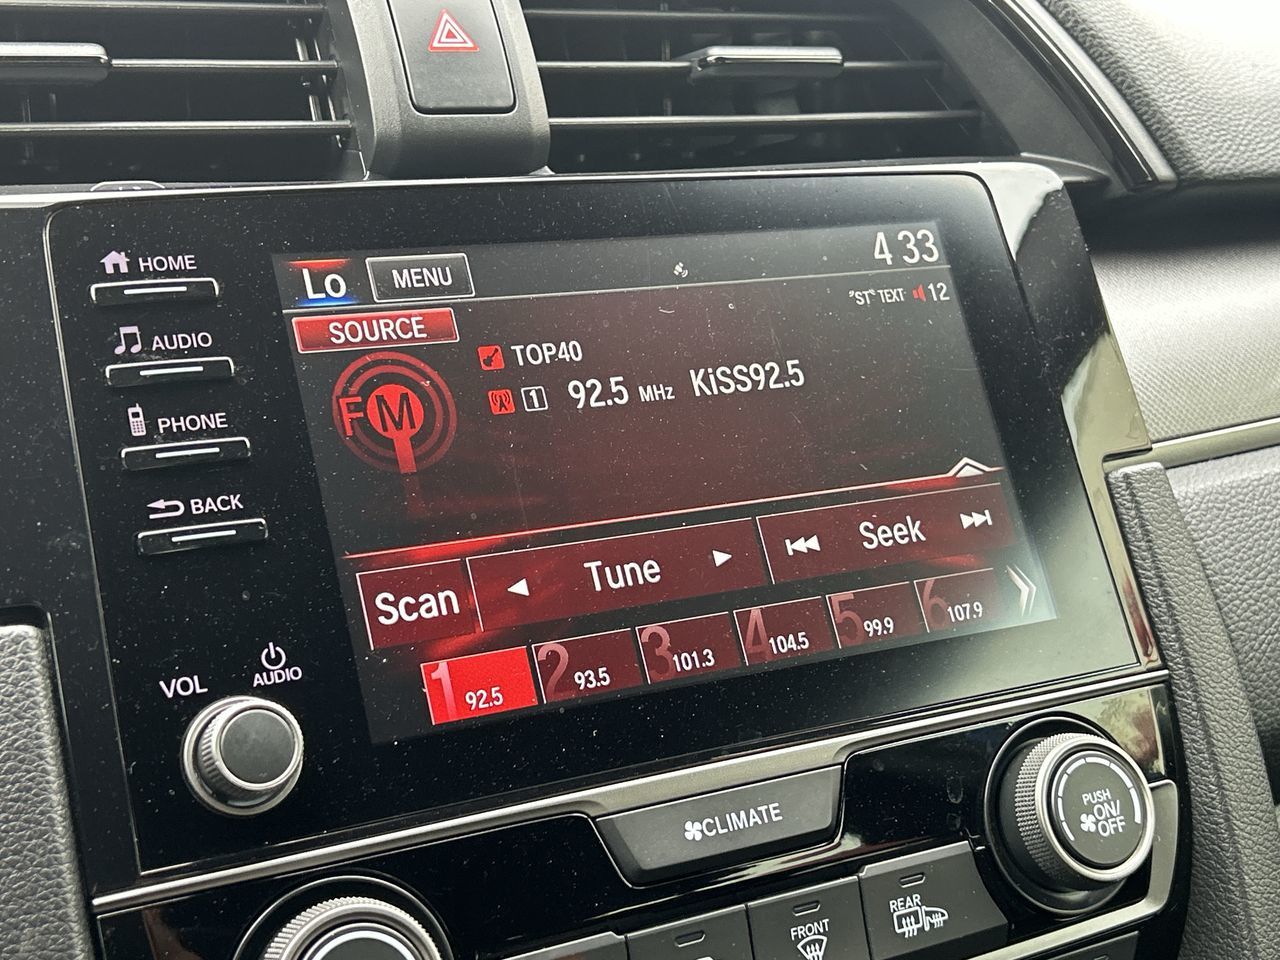 HOME
AUDIO
PHONE
BACK
VOL
AUDIO
Lo
MENU
4 33
"ST" TEXT 12
SOURCE
FM
TOP40
1 92.5 MHz KiSS92.5
Scan
Tune
Seek
1 92.5
2 93.5
3 101.3
4 104.5
5 99.9
6 107.9
CLIMATE
PUSH
ON/
OFF
FRONT
REAR